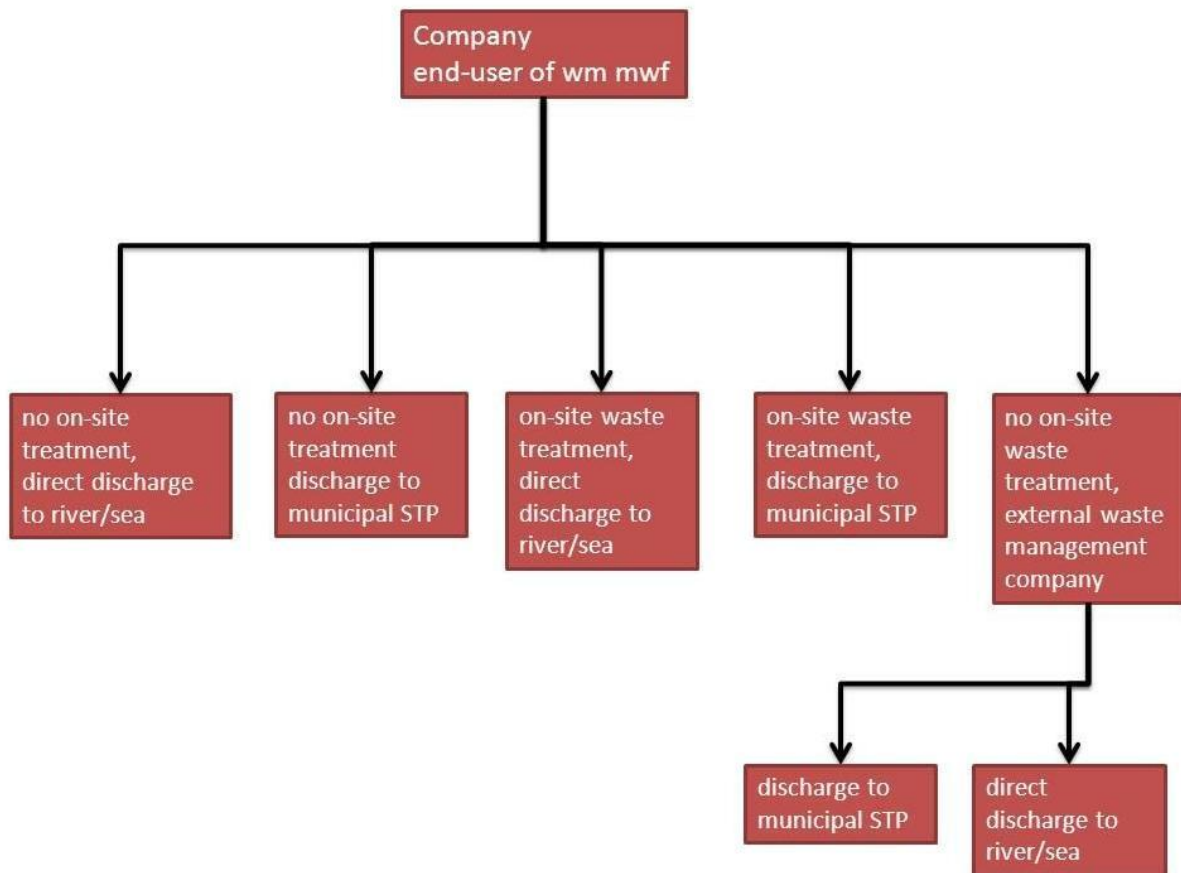 Company
end-user of wm mwf
no on-site
treatment,
direct discharge
to river/sea
no on-site
treatment
discharge to
municipal STP
on-site waste
treatment,
direct
discharge to
river/sea
on-site waste
treatment,
discharge to
municipal STP
no on-site
waste
treatment,
external waste
management
company
discharge to
municipal STP
direct
discharge to
river/sea